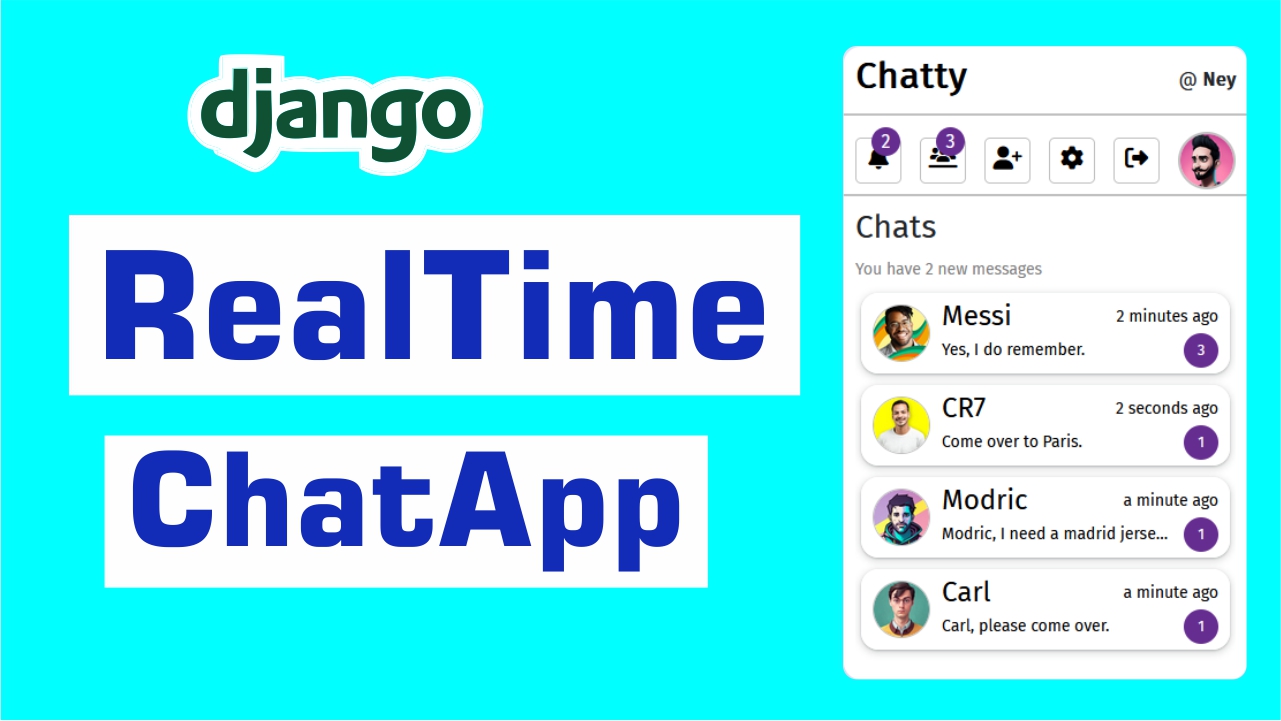 django
RealTime
ChatApp
Chatty
@ Ney
2
3
Chats
You have 2 new messages
Messi
2 minutes ago
Yes, I do remember.
3
CR7
2 seconds ago
Come over to Paris.
1
Modric
a minute ago
Modric, I need a madrid jerse...
1
Carl
a minute ago
Carl, please come over.
1